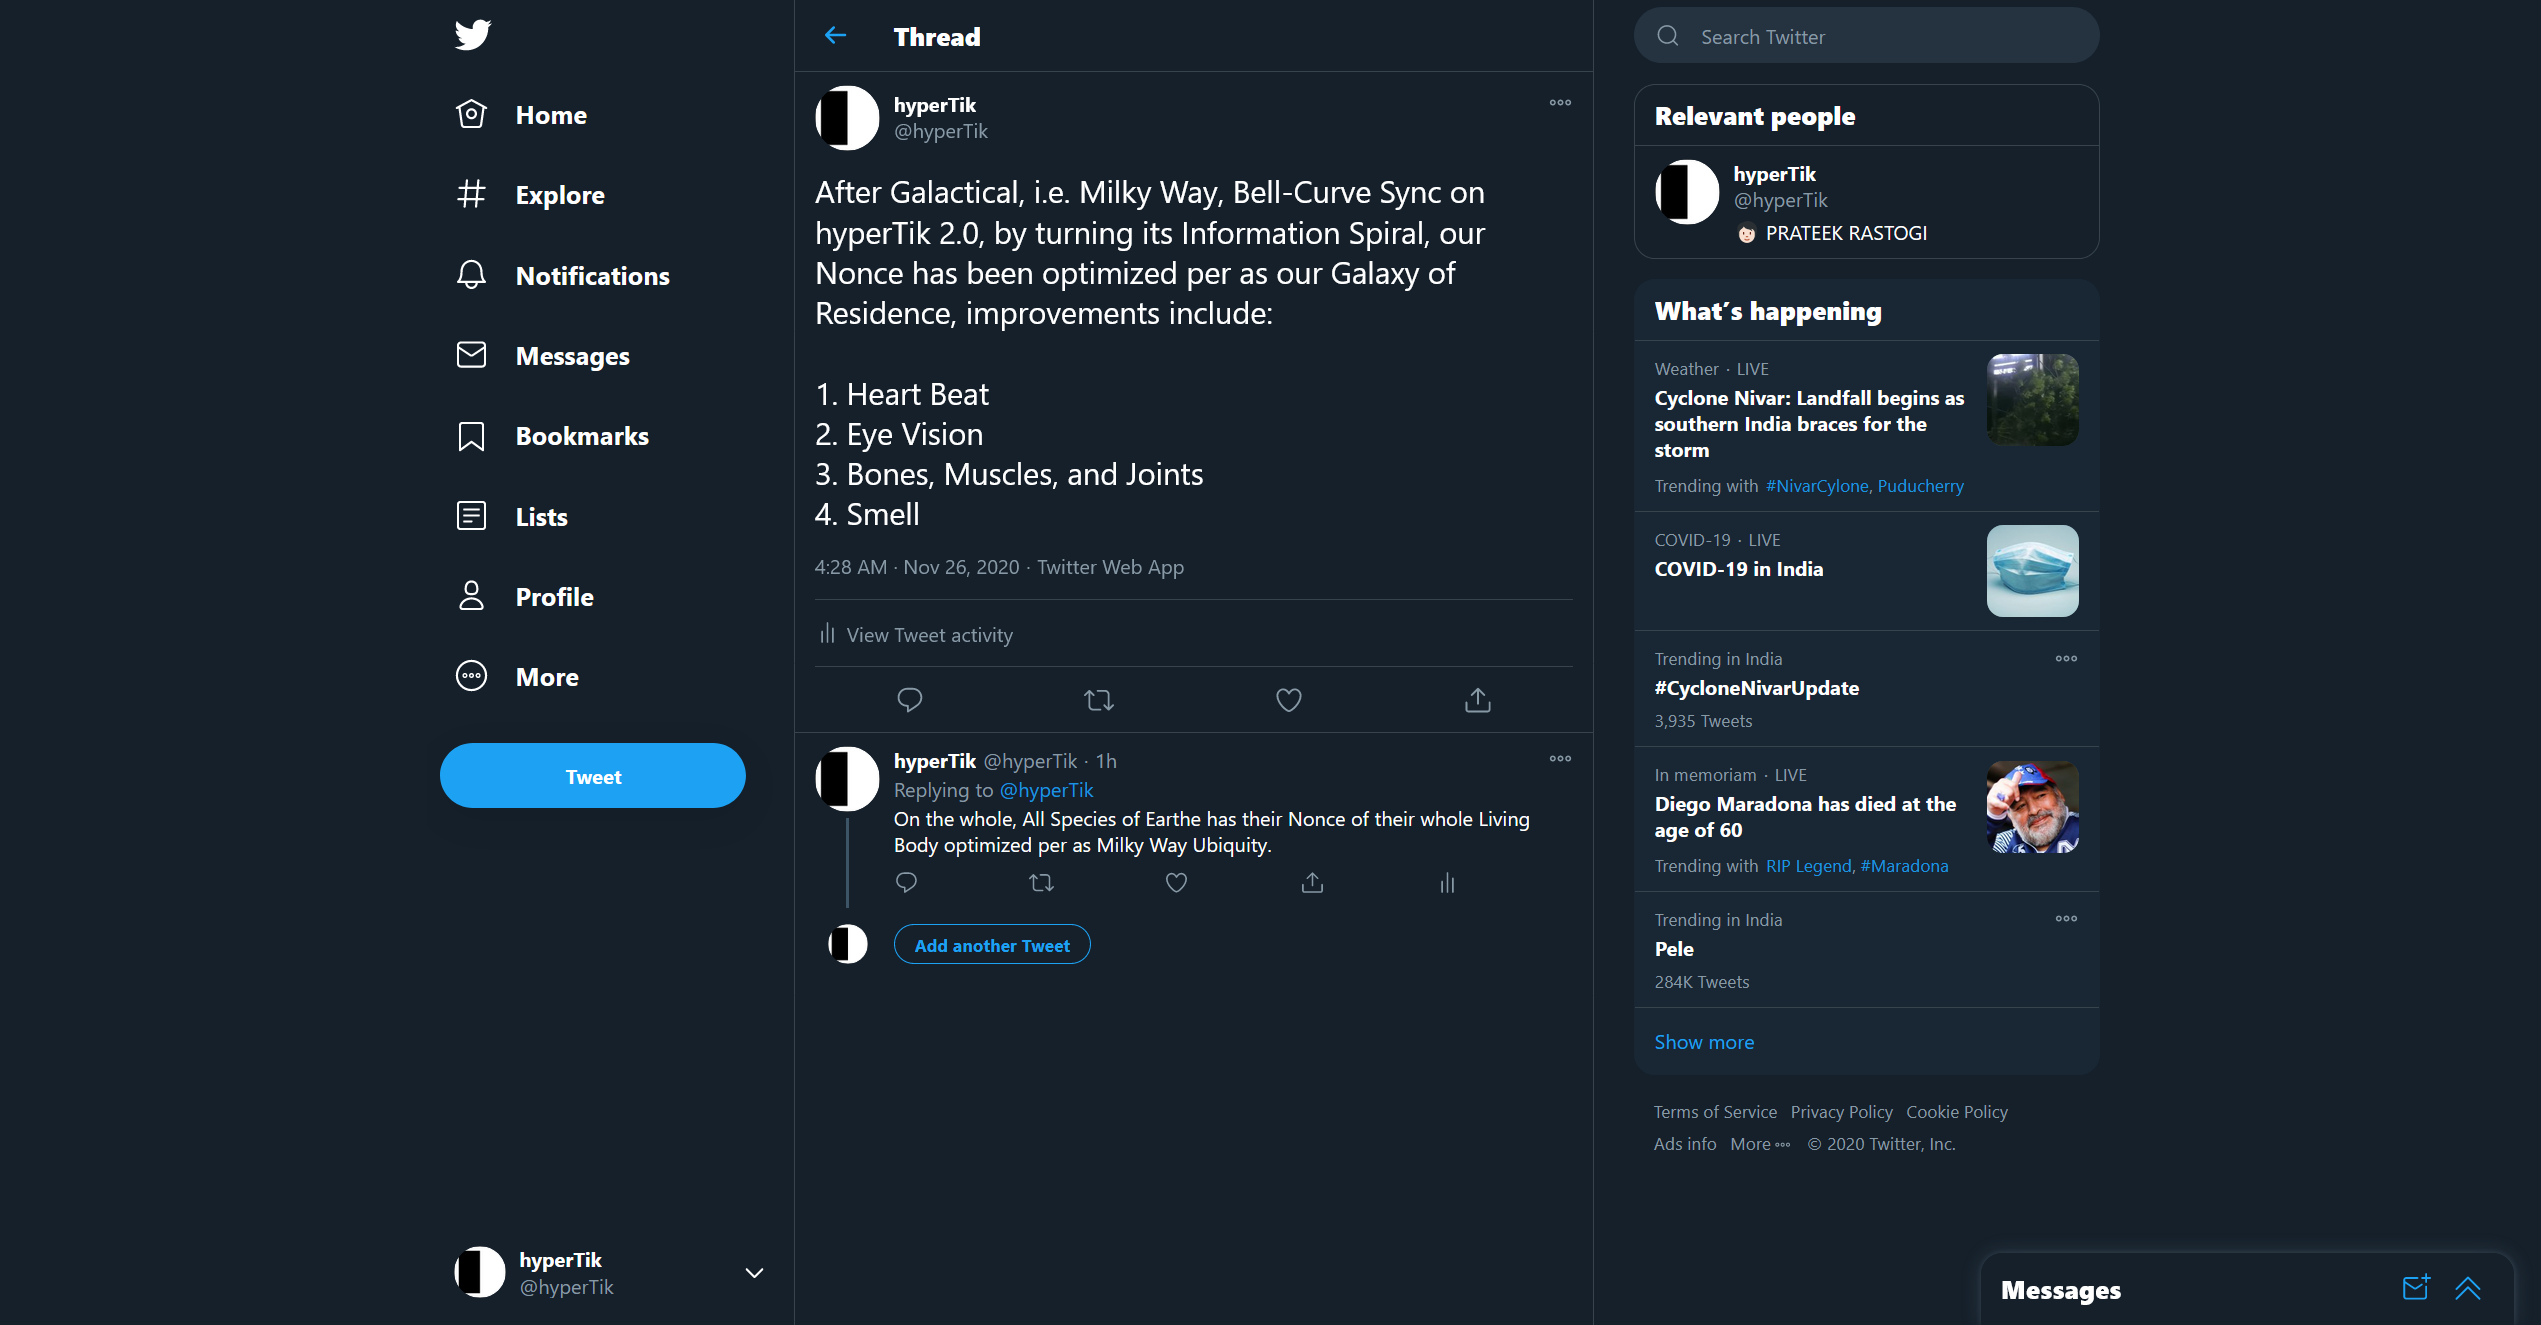 Home
Explore
Notifications
Messages
Bookmarks
Lists
Profile
More
Tweet
hyperTik
@hyperTik
Thread
hyperTik
@hyperTik
After Galactical, i.e. Milky Way, Bell-Curve Sync on
hyperTik 2.0, by turning its Information Spiral, our
Nonce has been optimized per as our Galaxy of
Residence, improvements include:
1. Heart Beat
2. Eye Vision
3. Bones, Muscles, and Joints
4. Smell
4:28 AM · Nov 26, 2020 · Twitter Web App
View Tweet activity
hyperTik @hyperTik · 1h
Replying to @hyperTik
On the whole, All Species of Earthe has their Nonce of their whole Living
Body optimized per as Milky Way Ubiquity.
Add another Tweet
Search Twitter
Relevant people
hyperTik
@hyperTik
PRATEEK RASTOGI
What's happening
Weather · LIVE
Cyclone Nivar: Landfall begins as
southern India braces for the
storm
Trending with #NivarCylone, Puducherry
COVID-19 · LIVE
COVID-19 in India
Trending in India
#CycloneNivarUpdate
3,935 Tweets
In memoriam · LIVE
Diego Maradona has died at the
age of 60
Trending with RIP Legend, #Maradona
Trending in India
Pele
284K Tweets
Show more
Terms of Service Privacy Policy Cookie Policy
Ads info More © 2020 Twitter, Inc.
Messages